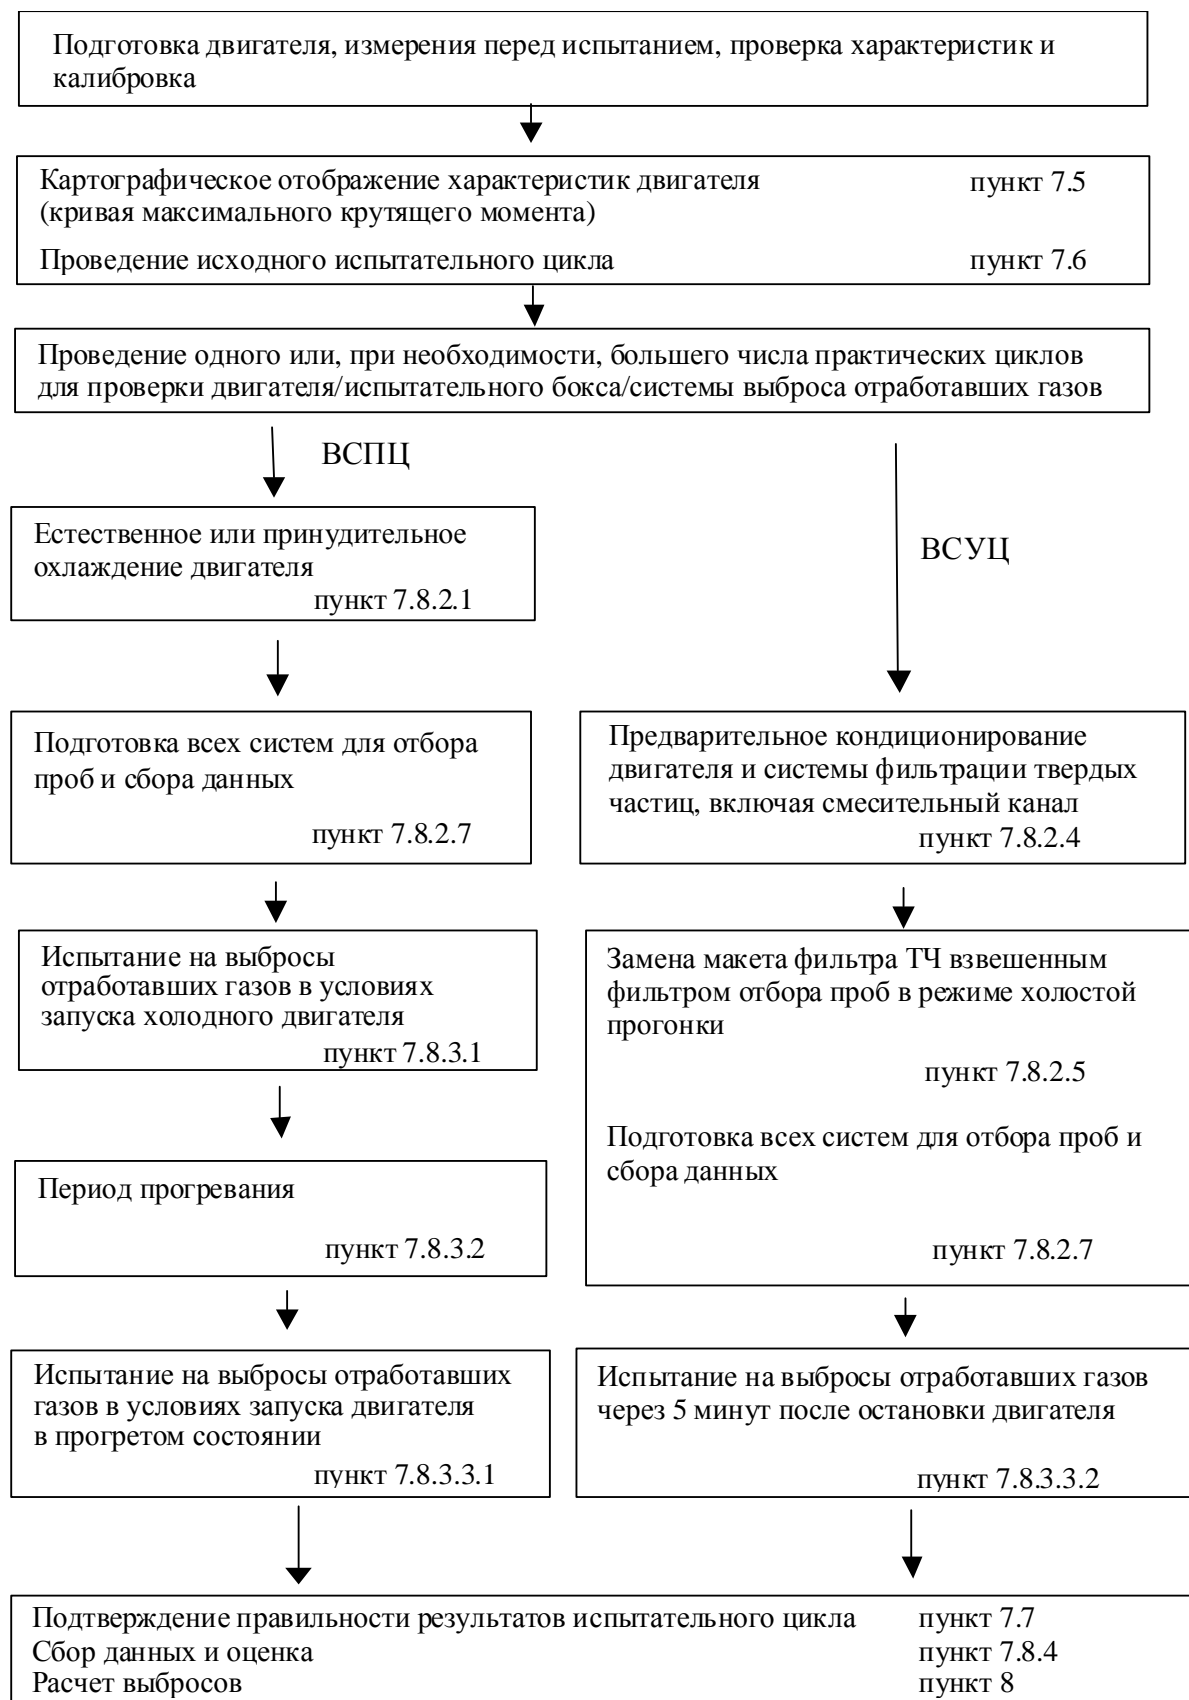 Подготовка двигателя, измерения перед испытанием, проверка характеристик и
калибровка
Картографическое отображение характеристик двигателя пункт 7.5
(кривая максимального крутящего момента)
Проведение исходного испытательного цикла пункт 7.6
Проведение одного или, при необходимости, большего числа практических циклов
для проверки двигателя/испытательного бокса/системы выброса отработавших газов
ВСПЦ
Естественное или принудительное
охлаждение двигателя
пункт 7.8.2.1
Подготовка всех систем для отбора
проб и сбора данных
пункт 7.8.2.7
Испытание на выбросы
отработавших газов в условиях
запуска холодного двигателя
пункт 7.8.3.1
Период прогревания
пункт 7.8.3.2
Испытание на выбросы отработавших
газов в условиях запуска двигателя
в прогретом состоянии
пункт 7.8.3.3.1
ВСУЦ
Предварительное кондиционирование
двигателя и системы фильтрации твердых
частиц, включая смесительный канал
пункт 7.8.2.4
Замена макета фильтра ТЧ взвешенным
фильтром отбора проб в режиме холостой
прогонки
пункт 7.8.2.5
Подготовка всех систем для отбора проб и
сбора данных
пункт 7.8.2.7
Испытание на выбросы отработавших газов
через 5 минут после остановки двигателя
пункт 7.8.3.3.2
Подтверждение правильности результатов испытательного цикла пункт 7.7
Сбор данных и оценка пункт 7.8.4
Расчет выбросов пункт 8